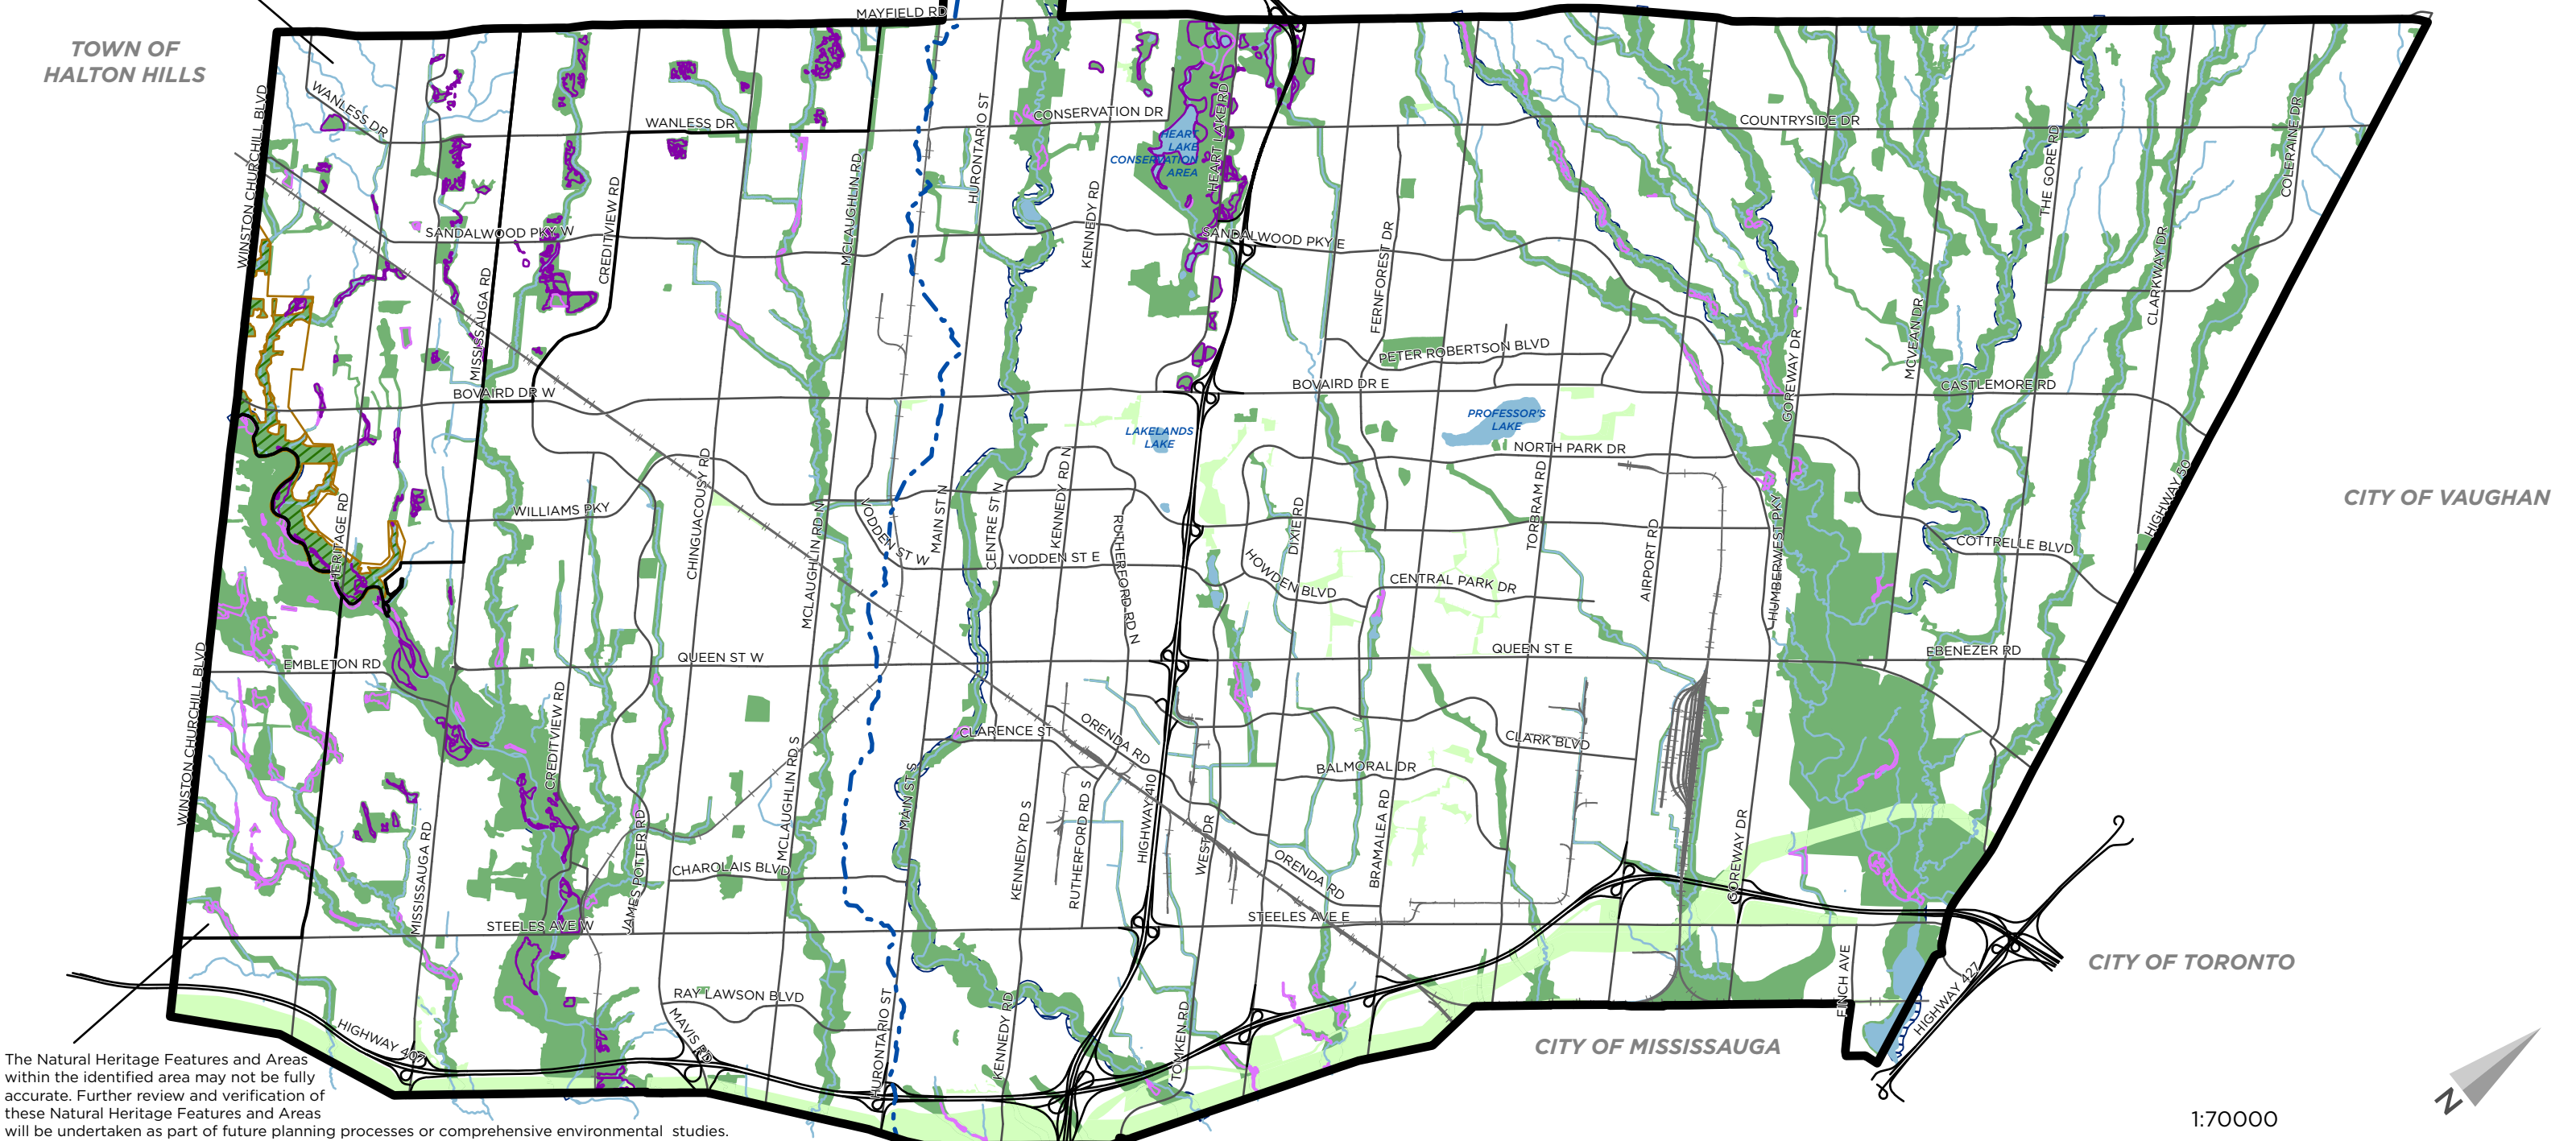 MAYFIELD RD
TOWN OF
HALTON HILLS
WINSTON CHURCHILL BLVD
WANLESS DR
WANLESS DR
HURONTARIO ST
CONSERVATION DR
HEART
LAKE
CONSERVATION
AREA
HEART LAKE RD
COUNTRYSIDE DR
THE GORE RD
COLERAINE DR
SANDALWOOD PKY W
CREDITVIEW RD
MCLAUGHLIN RD
KENNEDY RD
SANDALWOOD PKY E
FERNFOREST DR
CLARKWAY DR
MISSISSAUGA RD
MCVEAN DR
GOREWAY DR
PETER ROBERTSON BLVD
BOVAIRD DR W
BOVAIRD DR E
CASTLEMORE RD
LAKELANDS
LAKE
PROFESSOR'S
LAKE
NORTH PARK DR
CHINGUACOUSY RD
KENNEDY RD N
HIGHWAY 50
CITY OF VAUGHAN
HERITAGE RD
WILLIAMS PKY
MCLAUGHLIN RD N
VODDEN ST W
MAIN ST N
CENTRE ST N
VODDEN ST E
RUTHERFORD RD N
DIXIE RD
HOWDEN BLVD
TORBRAM RD
AIRPORT RD
HUMBERWEST PKY
COTTRELLE BLVD
CENTRAL PARK DR
WINSTON CHURCHILL BLVD
EMBLETON RD
QUEEN ST W
QUEEN ST E
EBENEZER RD
CREDITVIEW RD
MCLAUGHLIN RD S
CLARENCE ST
ORENDA RD
CLARK BLVD
BALMORAL DR
MAIN ST S
MISSISSAUGA RD
JAMES POTTER RD
CHAROLAIS BLVD
KENNEDY RD S
RUTHERFORD RD S
HIGHWAY 410
WEST DR
ORENDA RD
BRAMALEA RD
GOREWAY DR
STEELES AVE W
STEELES AVE E
FINCH AVE
CITY OF TORONTO
HIGHWAY 427
RAY LAWSON BLVD
MAVIS RD
HURONTARIO ST
KENNEDY RD
TOMKEN RD
CITY OF MISSISSAUGA
HIGHWAY 407
The Natural Heritage Features and Areas
within the identified area may not be fully
accurate. Further review and verification of
these Natural Heritage Features and Areas
will be undertaken as part of future planning processes or comprehensive environmental studies.
1:70000
N